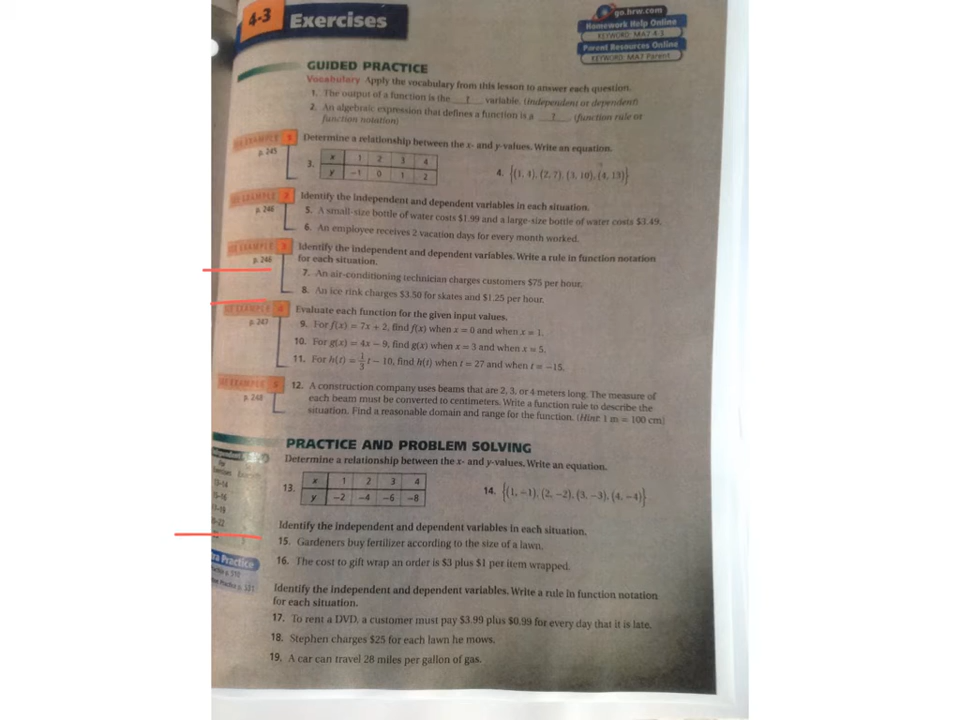 4-3 Exercises
go.hrw.com
Homework Help Online
KEYWORD: MA7 4-3
Parent Resources Online
KEYWORD: MA7 Parent
GUIDED PRACTICE
Vocabulary Apply the vocabulary from this lesson to answer each question.
1. The output of a function is the ? variable. (independent or dependent)
2. An algebraic expression that defines a function is a ? . (function rule or
function notation)
SEE EXAMPLE 1
p. 245
Determine a relationship between the x- and y-values. Write an equation.
3.
x 1 2 3 4
y −1 0 1 2
4. {(1, 4), (2, 7), (3, 10), (4, 13)}
SEE EXAMPLE 2
p. 246
Identify the independent and dependent variables in each situation.
5. A small-size bottle of water costs $1.99 and a large-size bottle of water costs $3.49.
6. An employee receives 2 vacation days for every month worked.
SEE EXAMPLE 3
p. 246
Identify the independent and dependent variables. Write a rule in function notation
for each situation.
7. An air-conditioning technician charges customers $75 per hour.
8. An ice rink charges $3.50 for skates and $1.25 per hour.
SEE EXAMPLE 4
p. 247
Evaluate each function for the given input values.
9. For f(x) = 7x + 2, find f(x) when x = 0 and when x = 1.
10. For g(x) = 4x − 9, find g(x) when x = 3 and when x = 5.
11. For h(t) = 1/3 t − 10, find h(t) when t = 27 and when t = −15.
SEE EXAMPLE 5
p. 248
12. A construction company uses beams that are 2, 3, or 4 meters long. The measure of
each beam must be converted to centimeters. Write a function rule to describe the
situation. Find a reasonable domain and range for the function. (Hint: 1 m = 100 cm)
PRACTICE AND PROBLEM SOLVING
Determine a relationship between the x- and y-values. Write an equation.
13.
x 1 2 3 4
y −2 −4 −6 −8
14. {(1, −1), (2, −2), (3, −3), (4, −4)}
For
13–14
15–16
Identify the independent and dependent variables in each situation.
15. Gardeners buy fertilizer according to the size of a lawn.
16. The cost to gift wrap an order is $3 plus $1 per item wrapped.
Practice
Identify the independent and dependent variables. Write a rule in function notation
for each situation.
17. To rent a DVD, a customer must pay $3.99 plus $0.99 for every day that it is late.
18. Stephen charges $25 for each lawn he mows.
19. A car can travel 28 miles per gallon of gas.